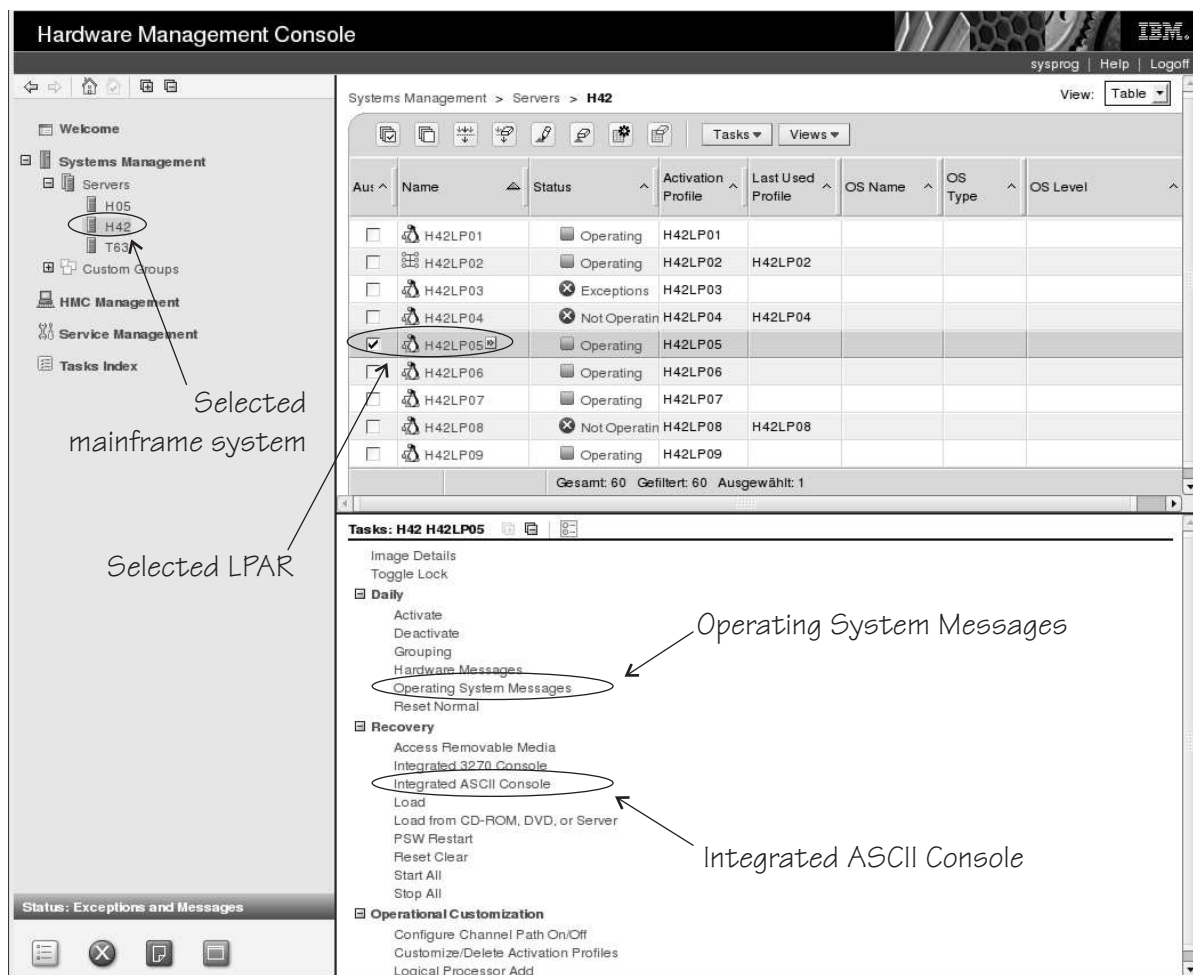 Hardware Management Console
IBM.
sysprog | Help | Logoff
Welcome
Systems Management
Servers
H05
H42
T63
Custom Groups
HMC Management
Service Management
Tasks Index
Selected
mainframe system
Selected LPAR
Status: Exceptions and Messages
Systems Management > Servers > H42
View: Table
Tasks Views
Aus Name Status Activation Profile Last Used Profile OS Name OS Type OS Level
H42LP01 Operating H42LP01
H42LP02 Operating H42LP02 H42LP02
H42LP03 Exceptions H42LP03
H42LP04 Not Operatin H42LP04 H42LP04
H42LP05 Operating H42LP05
H42LP06 Operating H42LP06
H42LP07 Operating H42LP07
H42LP08 Not Operatin H42LP08 H42LP08
H42LP09 Operating H42LP09
Gesamt: 60 Gefiltert: 60 Ausgewählt: 1
Tasks: H42 H42LP05
Image Details
Toggle Lock
Daily
Activate
Deactivate
Grouping
Hardware Messages
Operating System Messages
Reset Normal
Operating System Messages
Recovery
Access Removable Media
Integrated 3270 Console
Integrated ASCII Console
Load
Load from CD-ROM, DVD, or Server
PSW Restart
Reset Clear
Start All
Stop All
Integrated ASCII Console
Operational Customization
Configure Channel Path On/Off
Customize/Delete Activation Profiles
Logical Processor Add